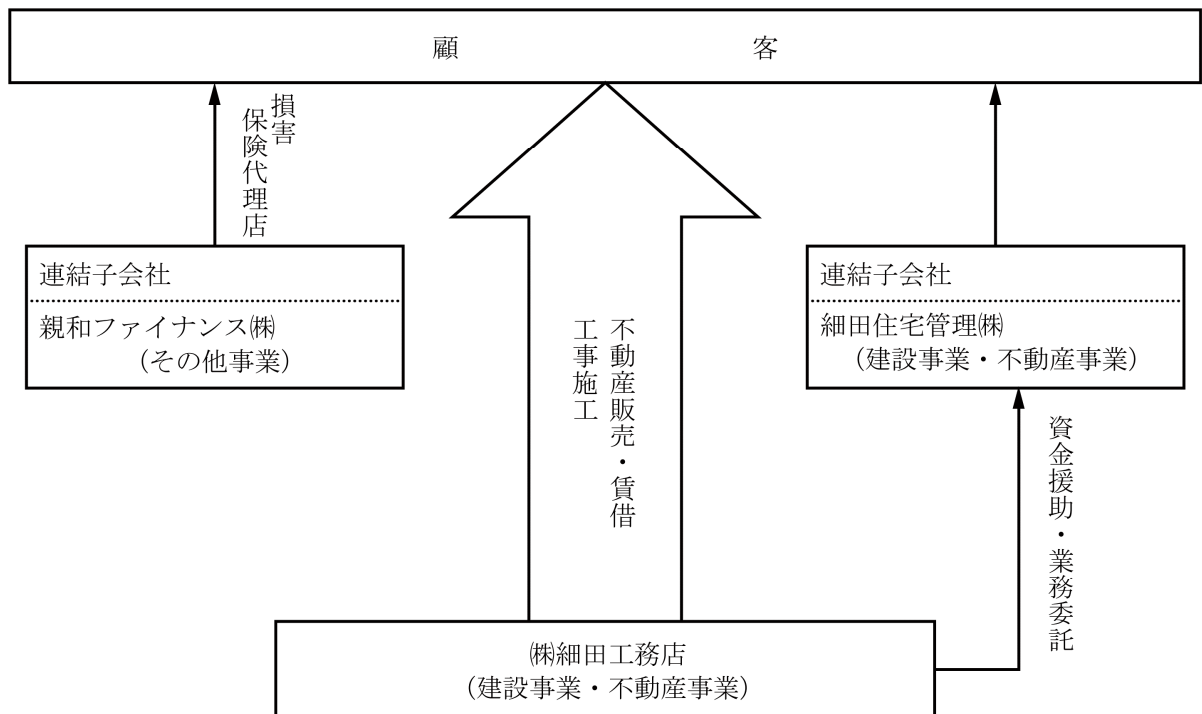 顧客
損害
保険代理店
連結子会社
親和ファイナンス㈱
（その他事業）
不動産販売・賃借
工事施工
連結子会社
細田住宅管理㈱
（建設事業・不動産事業）
資金援助・業務委託
㈱細田工務店
（建設事業・不動産事業）